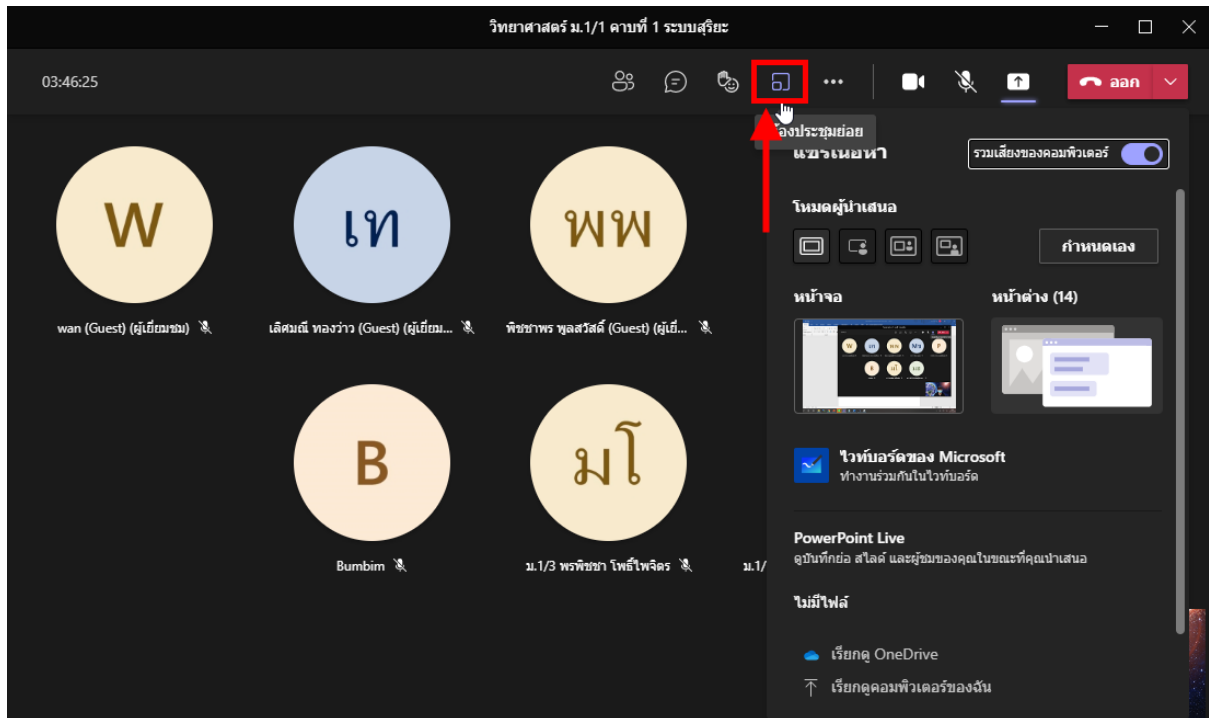 วิทยาศาสตร์ ม.1/1 คาบที่ 1 ระบบสุริยะ
03:46:25
ออก
ห้องประชุมย่อย
แชร์เนื้อหา
รวมเสียงของคอมพิวเตอร์
โหมดผู้นำเสนอ
กำหนดเอง
หน้าจอ
หน้าต่าง (14)
W
เท
พพ
wan (Guest) (ผู้เยี่ยมชม)
เลิศมณี ทองว่าว (Guest) (ผู้เยี่ยม...
พิชชาพร พูลสวัสดิ์ (Guest) (ผู้เยี่...
B
มโ
Bumbim
ม.1/3 พรพิชชา โพธิ์ไพจิตร
ม.1/
ไวท์บอร์ดของ Microsoft
ทำงานร่วมกันในไวท์บอร์ด
PowerPoint Live
ดูบันทึกย่อ สไลด์ และผู้ชมของคุณในขณะที่คุณนำเสนอ
ไม่มีไฟล์
เรียกดู OneDrive
เรียกดูคอมพิวเตอร์ของฉัน